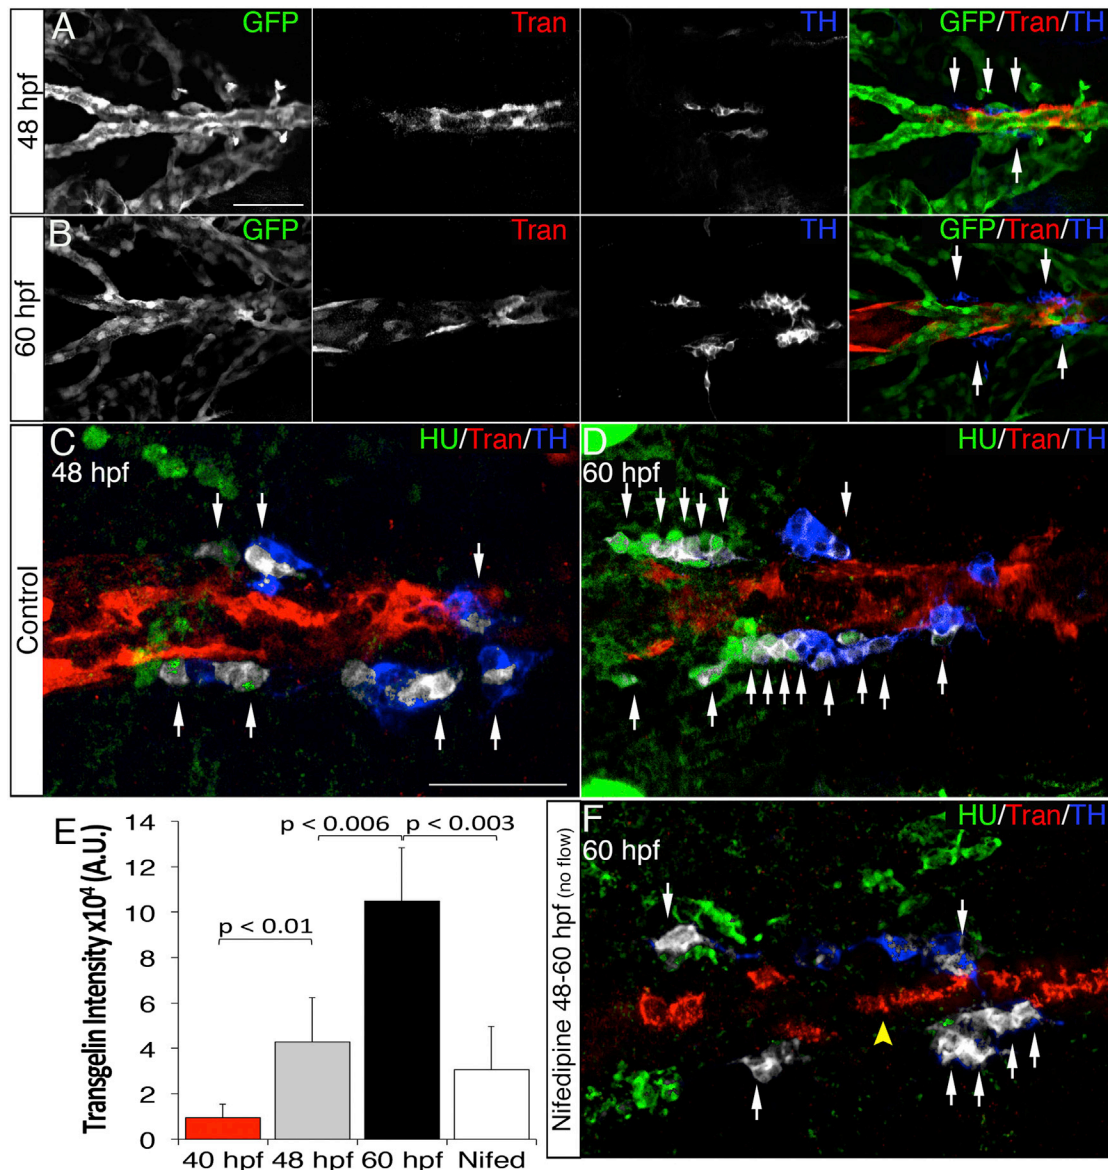 A
GFP
Tran
TH
GFP/Tran/TH
48 hpf
B
GFP
Tran
TH
GFP/Tran/TH
60 hpf
C
48 hpf
HU/Tran/TH
D
60 hpf
HU/Tran/TH
Control
E
p < 0.006
p < 0.003
p < 0.01
Transgelin Intensity x10⁴ (A.U.)
14
12
10
8
6
4
2
0
40 hpf
48 hpf
60 hpf
Nifed
F
60 hpf
HU/Tran/TH
Nifedipine 48-60 hpf (no flow)